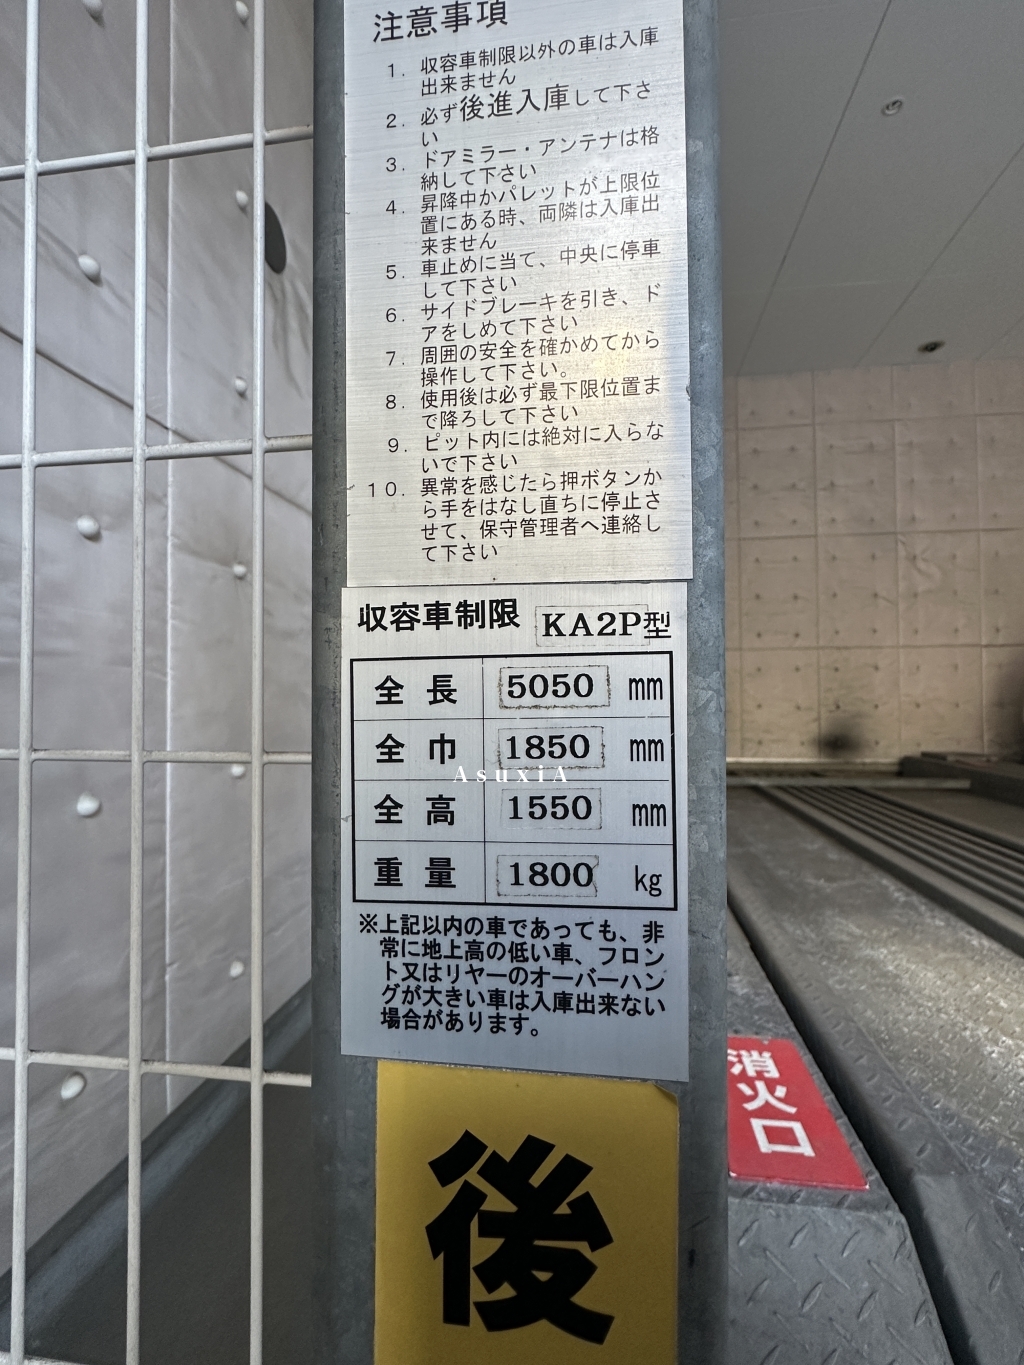 注意事項
1. 収容車制限以外の車は入庫
出来ません
2. 必ず後進入庫して下さ
い
3. ドアミラー・アンテナは格
納して下さい
4. 昇降中かパレットが上限位
置にある時、両隣は入庫出
来ません
5. 車止めに当て、中央に停車
して下さい
6. サイドブレーキを引き、ド
アをしめて下さい
7. 周囲の安全を確かめてから
操作して下さい。
8. 使用後は必ず最下限位置ま
で降ろして下さい
9. ピット内には絶対に入らな
いで下さい
10. 異常を感じたら押ボタンか
ら手をはなし直ちに停止さ
せて、保守管理者へ連絡し
て下さい
収容車制限 KA2P型
全長 5050 mm
全巾 1850 mm
AsuxiA
全高 1550 mm
重量 1800 kg
※上記以内の車であっても、非
常に地上高の低い車、フロン
ト又はリヤーのオーバーハン
グが大きい車は入庫出来ない
場合があります。
後
消火口